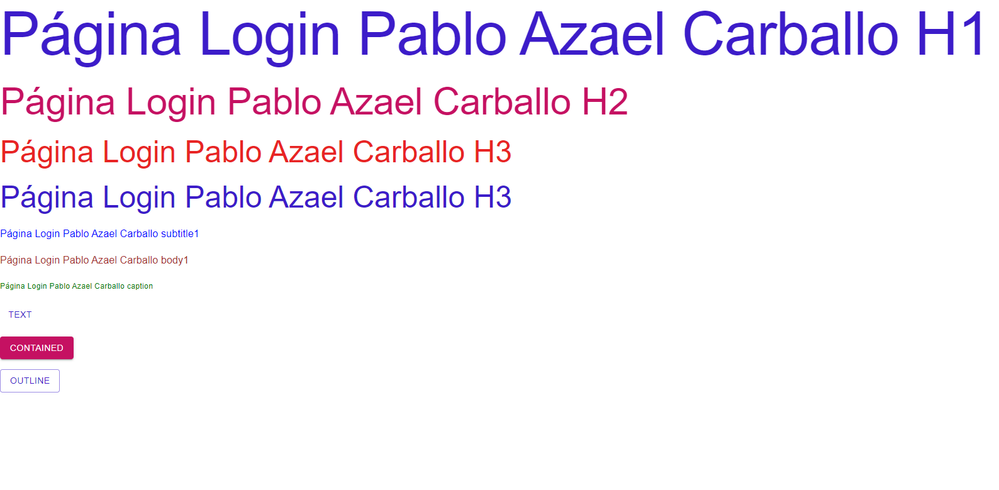 Página Login Pablo Azael Carballo H1
Página Login Pablo Azael Carballo H2
Página Login Pablo Azael Carballo H3
Página Login Pablo Azael Carballo H3
Página Login Pablo Azael Carballo subtitle1
Página Login Pablo Azael Carballo body1
Página Login Pablo Azael Carballo caption
TEXT
CONTAINED
OUTLINE